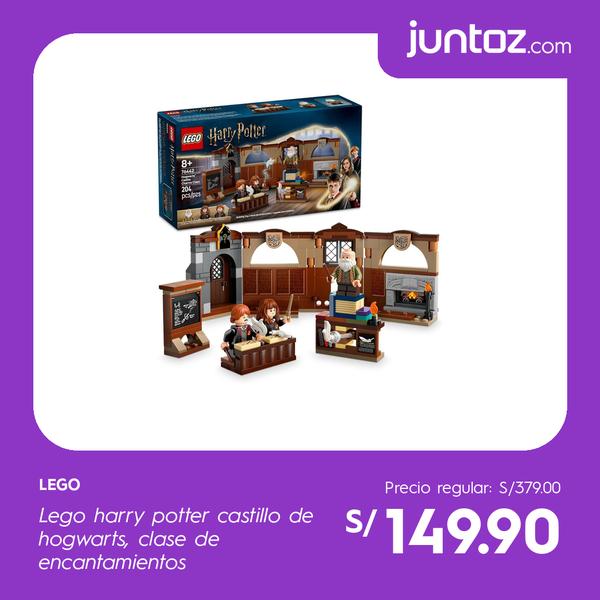 juntoz.com
LEGO
Harry Potter
8+
76442
204
pcs/pzs
LEGO
Precio regular: S/379.00
Lego harry potter castillo de
hogwarts, clase de
encantamientos
S/149.90